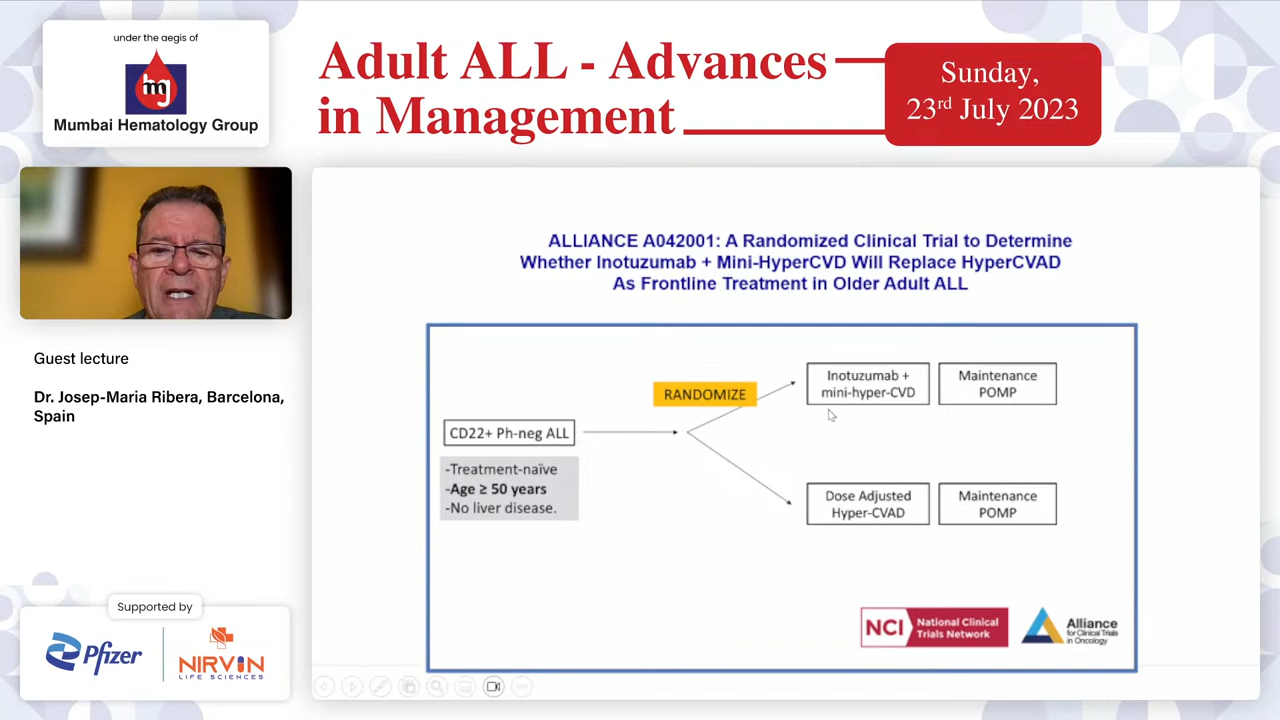 under the aegis of
mj
Mumbai Hematology Group
Adult ALL - Advances
in Management
Sunday,
23rd July 2023
Guest lecture
Dr. Josep-Maria Ribera, Barcelona,
Spain
Supported by
Pfizer
NIRVIN
LIFE SCIENCES
ALLIANCE A042001: A Randomized Clinical Trial to Determine
Whether Inotuzumab + Mini-HyperCVD Will Replace HyperCVAD
As Frontline Treatment in Older Adult ALL
CD22+ Ph-neg ALL
-Treatment-naïve
-Age ≥ 50 years
-No liver disease.
RANDOMIZE
Inotuzumab +
mini-hyper-CVD
Maintenance
POMP
Dose Adjusted
Hyper-CVAD
Maintenance
POMP
NCI
National Clinical
Trials Network
Alliance
for Clinical Trials
in Oncology